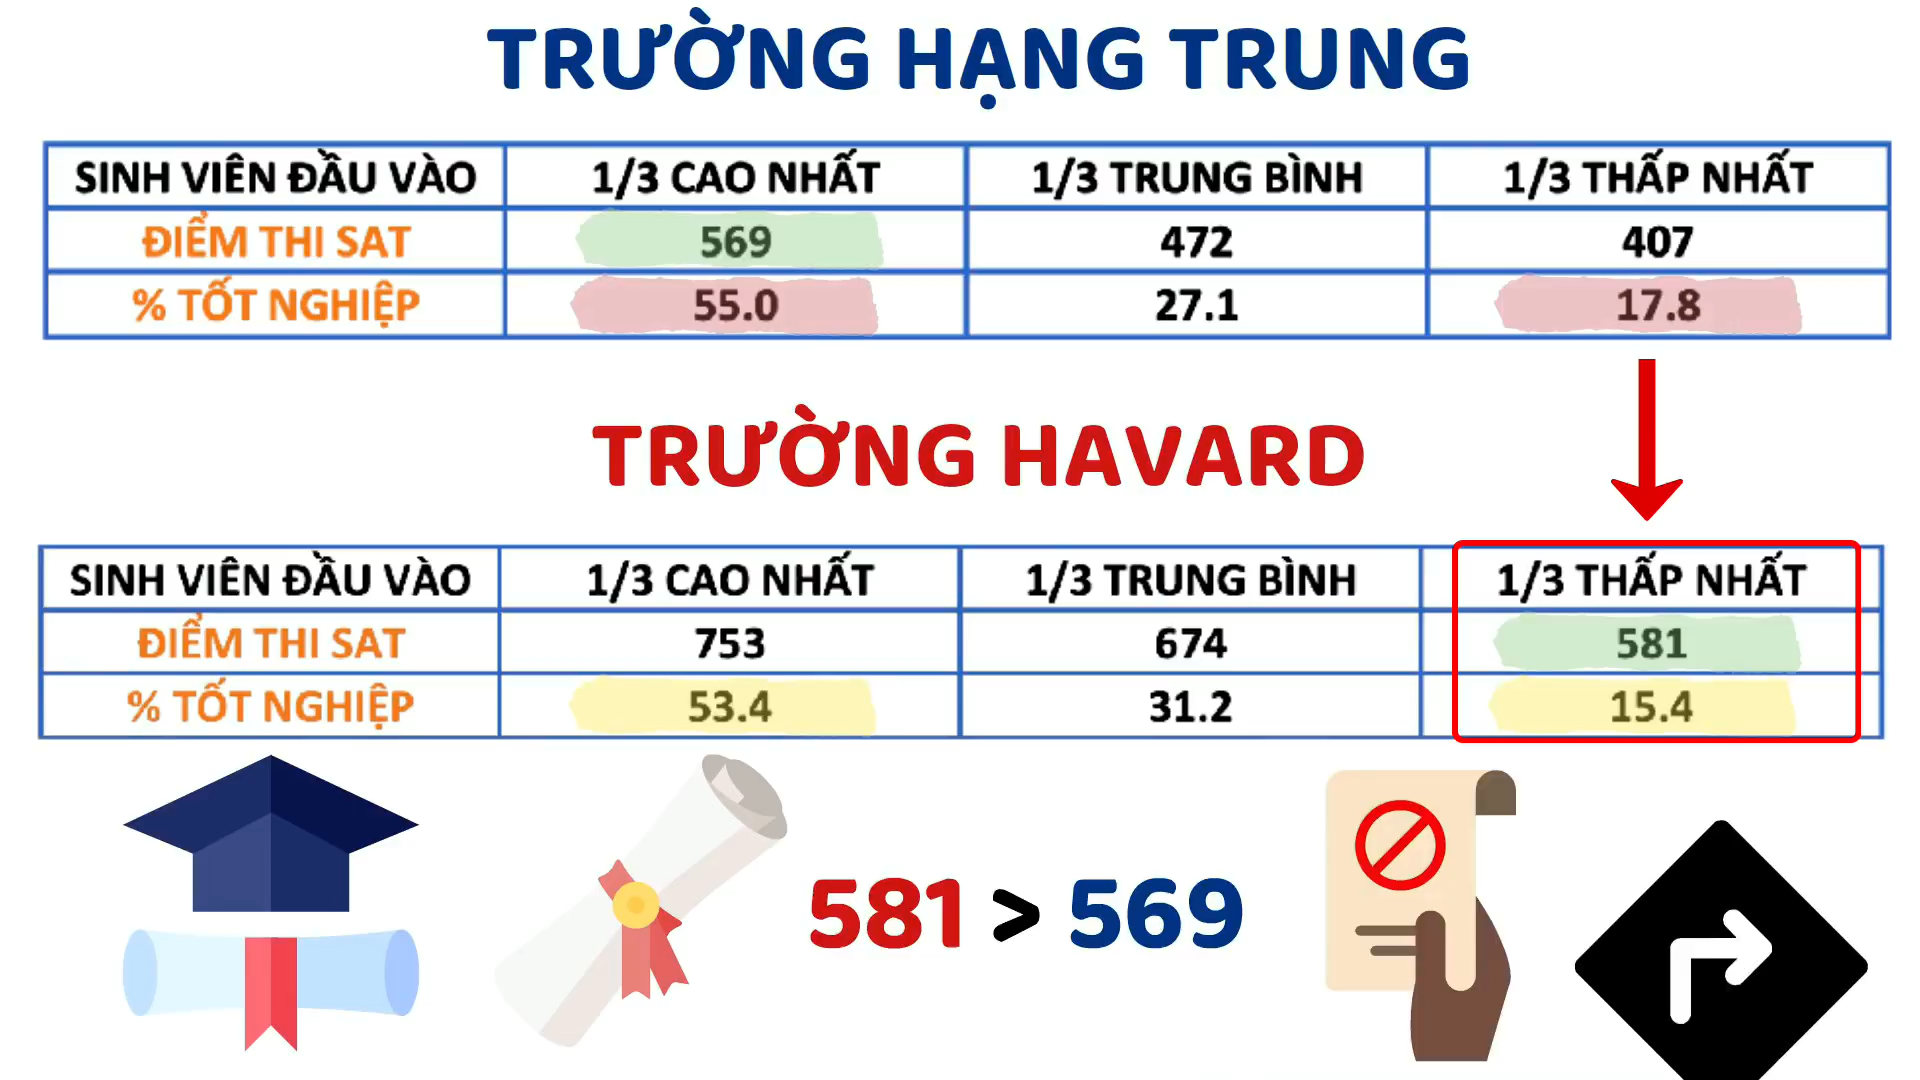 TRƯỜNG HẠNG TRUNG
SINH VIÊN ĐẦU VÀO 1/3 CAO NHẤT 1/3 TRUNG BÌNH 1/3 THẤP NHẤT
ĐIỂM THI SAT 569 472 407
% TỐT NGHIỆP 55.0 27.1 17.8
TRƯỜNG HAVARD
SINH VIÊN ĐẦU VÀO 1/3 CAO NHẤT 1/3 TRUNG BÌNH 1/3 THẤP NHẤT
ĐIỂM THI SAT 753 674 581
% TỐT NGHIỆP 53.4 31.2 15.4
581 > 569